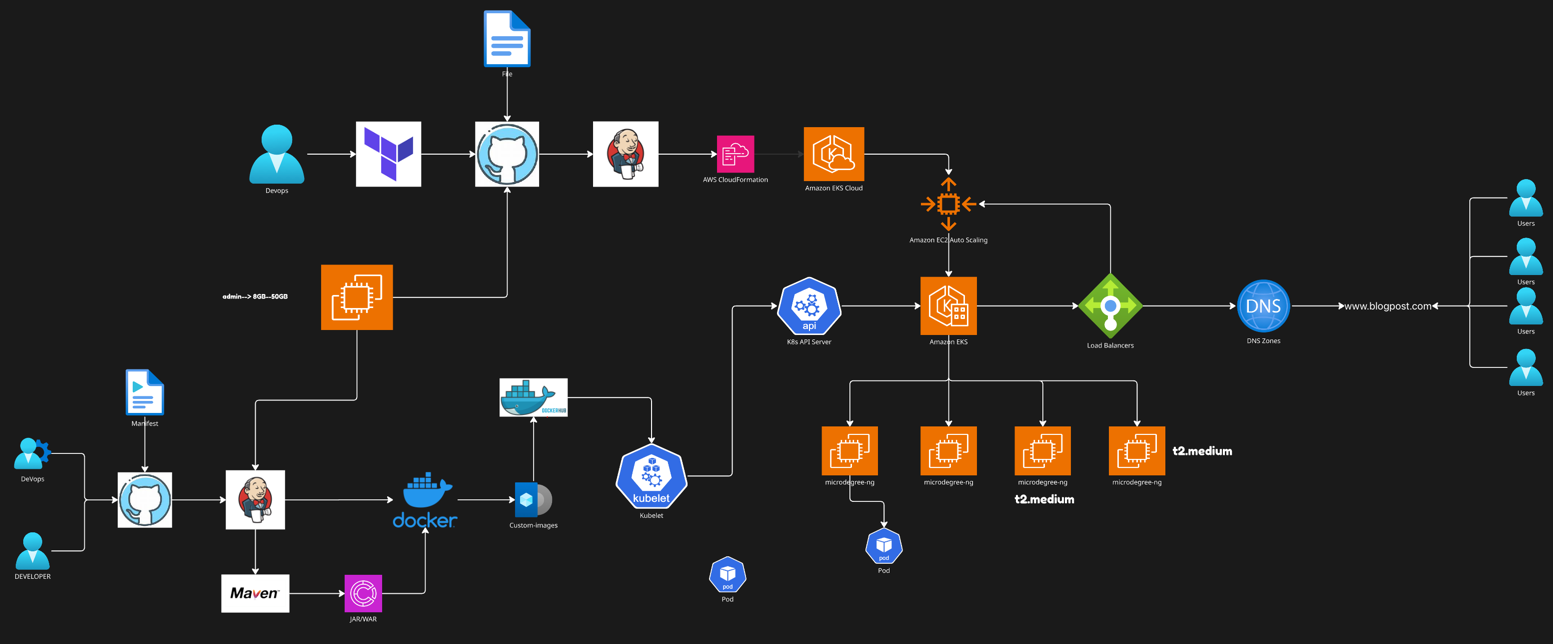 File
Devops
AWS CloudFormation
Amazon EKS Cloud
Amazon EC2 Auto Scaling
Users
Users
Users
Users
admin--> 8GB--50GB
api
K8s API Server
Amazon EKS
Load Balancers
DNS
DNS Zones
www.blogpost.com
Manifest
DOCKERHUB
DeVops
DEVELOPER
docker
Custom-images
kubelet
Kubelet
microdegree-ng
microdegree-ng
microdegree-ng
microdegree-ng
t2.medium
t2.medium
pod
Pod
pod
Pod
Maven
JAR/WAR